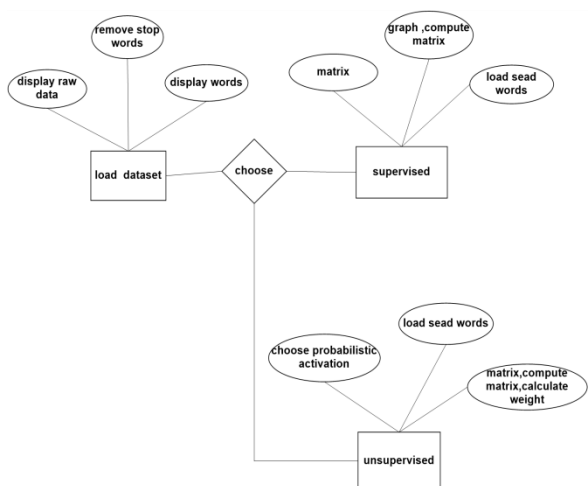 remove stop
words
display raw
data
display words
load  dataset
choose
graph ,compute
matrix
matrix
load sead
words
supervised
load sead words
choose probabilistic
activation
matrix,compute
matrix,calculate
weight
unsupervised